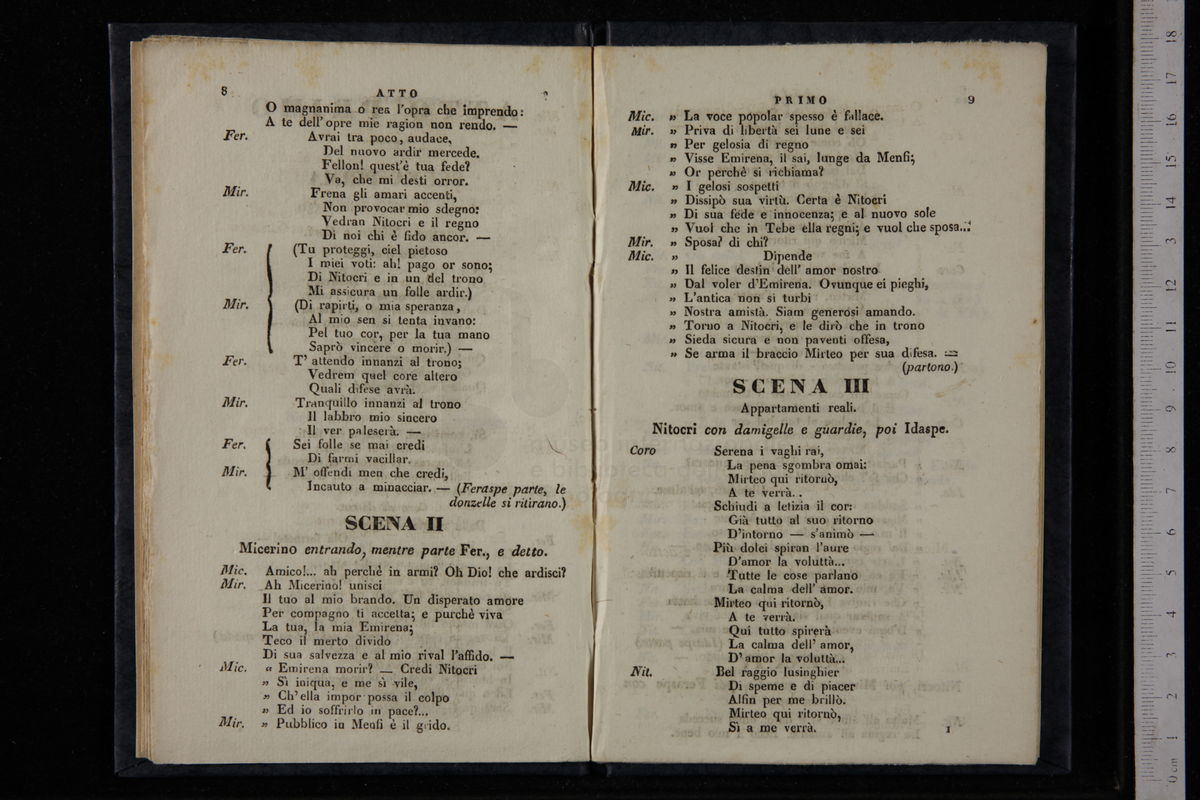 8
ATTO
O magnanima o rea l'opra che imprendo:
A te dell' opre mie ragion non rendo. —
Fer. Avrai tra poco, audace,
Del nuovo ardir mercede.
Fellon! quest'è tua fede?
Va, che mi desti orror.
Mir. Frena gli amari accenti,
Non provocar mio sdegno:
Vedran Nitocri e il regno
Di noi chi è fido ancor. —
Fer. (Tu proteggi, ciel pietoso
I miei voti: ah! pago or sono;
Di Nitocri e in un del trono
Mi assicura un folle ardir.)
Mir. (Di rapirti, o mia speranza,
Al mio sen si tenta invano:
Pel tuo cor, per la tua mano
Saprò vincere o morir.) —
Fer. T' attendo innanzi al trono;
Vedrem quel core altero
Quali difese avrà.
Mir. Tranquillo innanzi al trono
Il labbro mio sincero
Il ver paleserà. —
Fer. Sei folle se mai credi
Di farmi vacillar.
Mir. M' offendi men che credi,
Incauto a minacciar. — (Feraspe parte, le
donzelle si ritirano.)
SCENA II
Micerino entrando, mentre parte Fer., e detto.
Mic. Amico!... ah perchè in armi? Oh Dio! che ardisci?
Mir. Ah Micerino! unisci
Il tuo al mio brando. Un disperato amore
Per compagno ti accetta; e purchè viva
La tua, la mia Emirena;
Teco il merto divido
Di sua salvezza e al mio rival l'affido. —
Mic. « Emirena morir? — Credi Nitocri
» Sì iniqua, e me sì vile,
» Ch' ella impor possa il colpo
» Ed io soffrirlo in pace?...
Mir. » Pubblico in Menfi è il grido.
PRIMO
9
Mic. » La voce popolar spesso è fallace.
Mir. » Priva di libertà sei lune e sei
» Per gelosia di regno
» Visse Emirena, il sai, lunge da Menfi;
» Or perchè si richiama?
Mic. » I gelosi sospetti
» Dissipò sua virtù. Certa è Nitocri
» Di sua fede e innocenza; e al nuovo sole
» Vuol che in Tebe ella regni; e vuol che sposa...
Mir. » Sposa? di chi?
Mic. » Dipende
» Il felice destin dell' amor nostro
» Dal voler d'Emirena. Ovunque ei pieghi,
» L'antica non si turbi
» Nostra amistà. Siam generosi amando.
» Torno a Nitocri, e le dirò che in trono
» Sieda sicura e non paventi offesa,
» Se arma il braccio Mirteo per sua difesa. —
(partono.)
SCENA III
Appartamenti reali.
Nitocri con damigelle e guardie, poi Idaspe.
Coro Serena i vaghi rai,
La pena sgombra omai:
Mirteo qui ritornò,
A te verrà. .
Schiudi a letizia il cor:
Già tutto al suo ritorno
D'intorno — s'animò —
Più dolci spiran l'aure
D'amor la voluttà...
Tutte le cose parlano
La calma dell' amor.
Mirteo qui ritornò,
A te verrà.
Qui tutto spirerà
La calma dell' amor,
D' amor la voluttà...
Nit. Bel raggio lusinghier
Di speme e di piacer
Alfin per me brillò.
Mirteo qui ritornò,
Sì a me verrà.
1